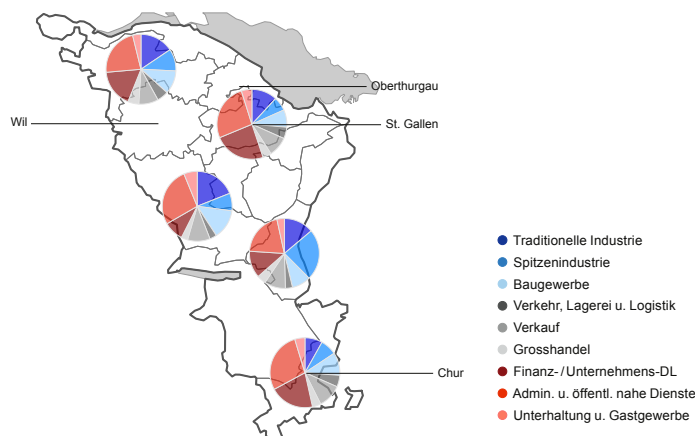 Oberthurgau
Wil
St. Gallen
Traditionelle Industrie
Spitzenindustrie
Baugewerbe
Verkehr, Lagerei u. Logistik
Verkauf
Grosshandel
Finanz-/Unternehmens-DL
Admin. u. öffentl. nahe Dienste
Unterhaltung u. Gastgewerbe
Chur